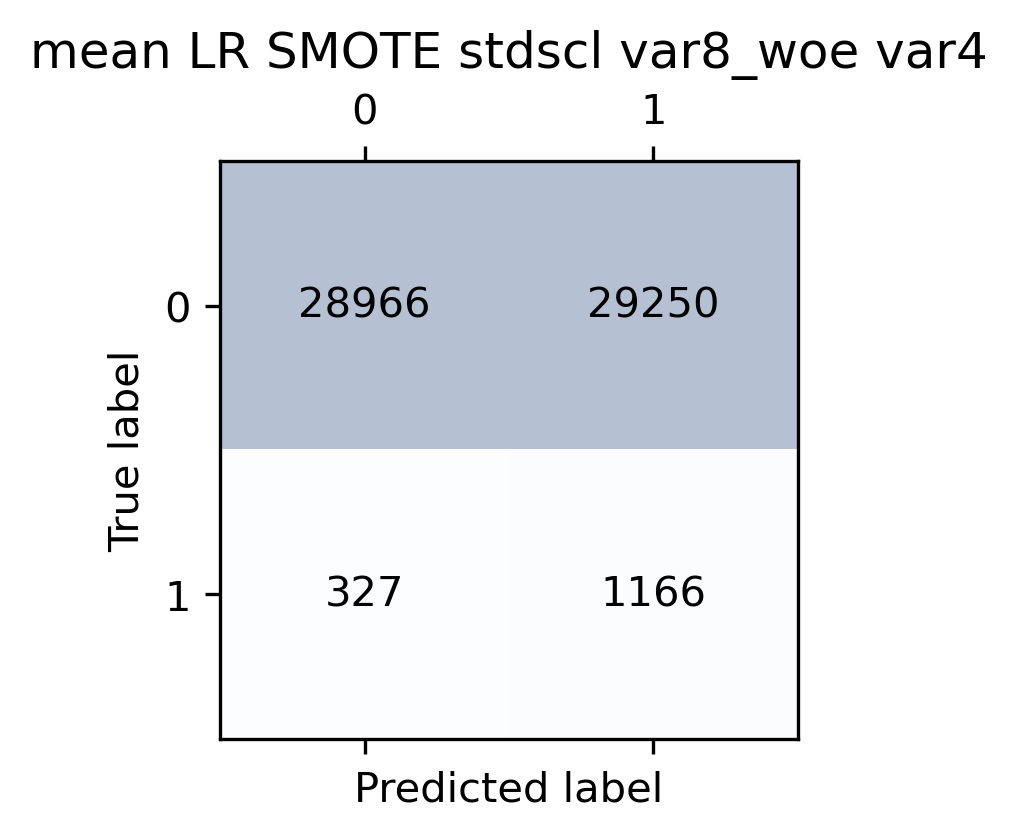 mean LR SMOTE stdscl var8_woe var4
0 1
0 28966 29250
True label
1 327 1166
Predicted label